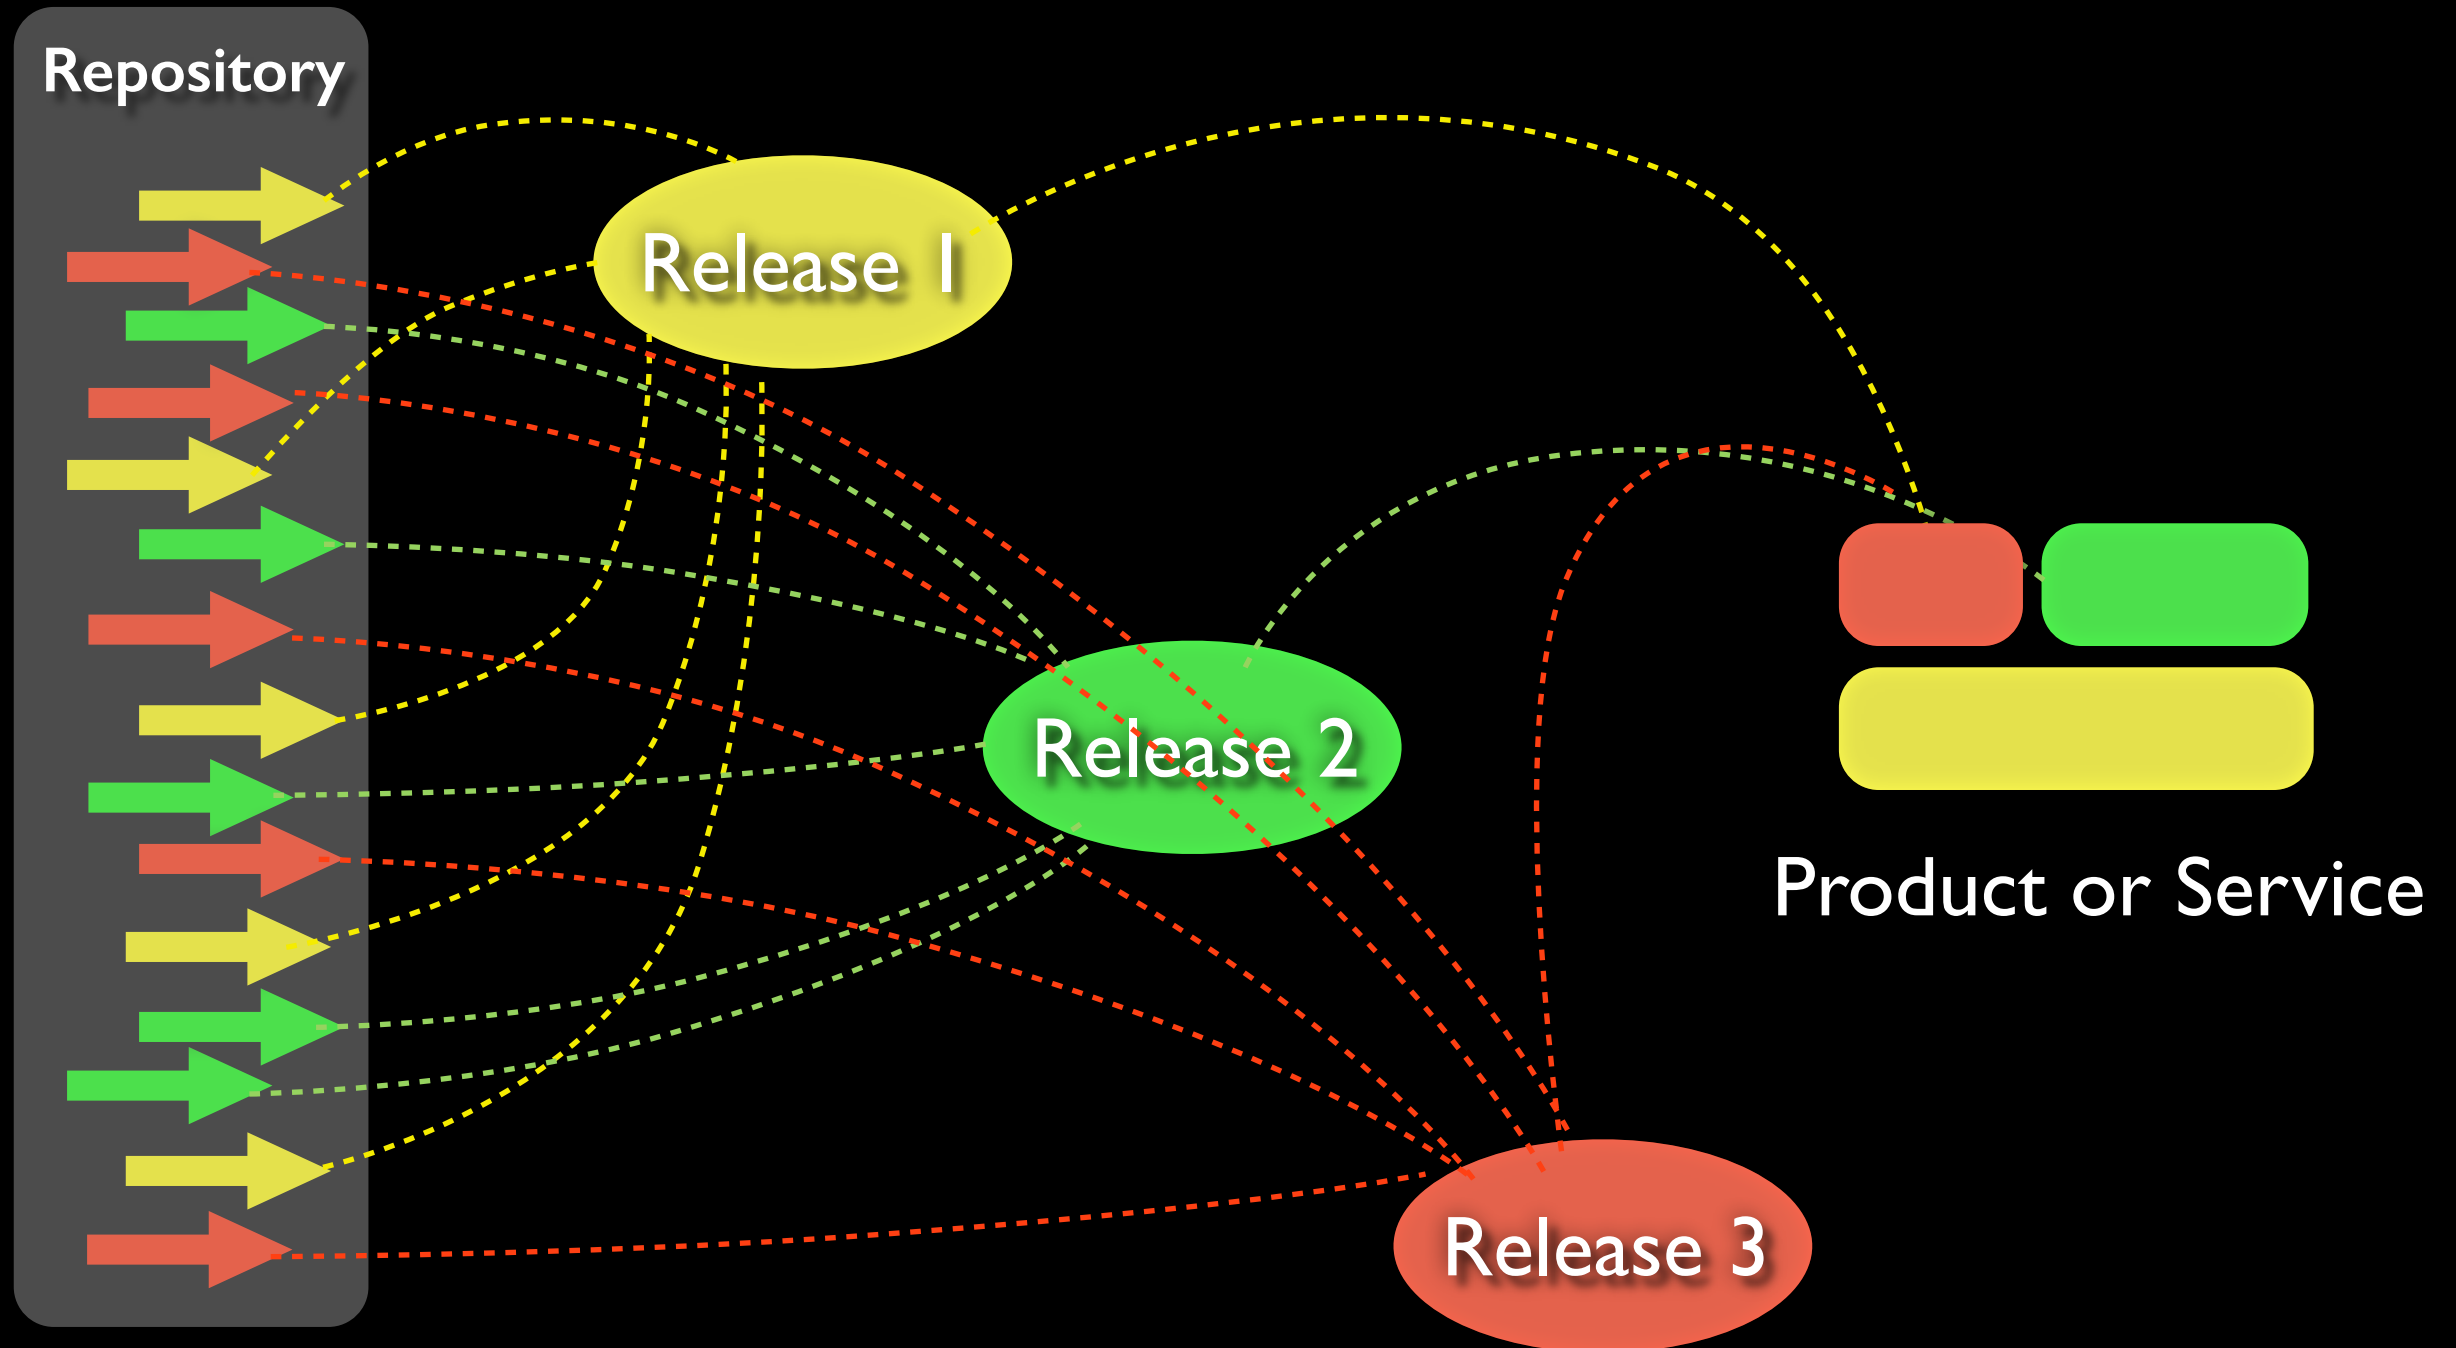 Repository
Release 1
Release 2
Product or Service
Release 3